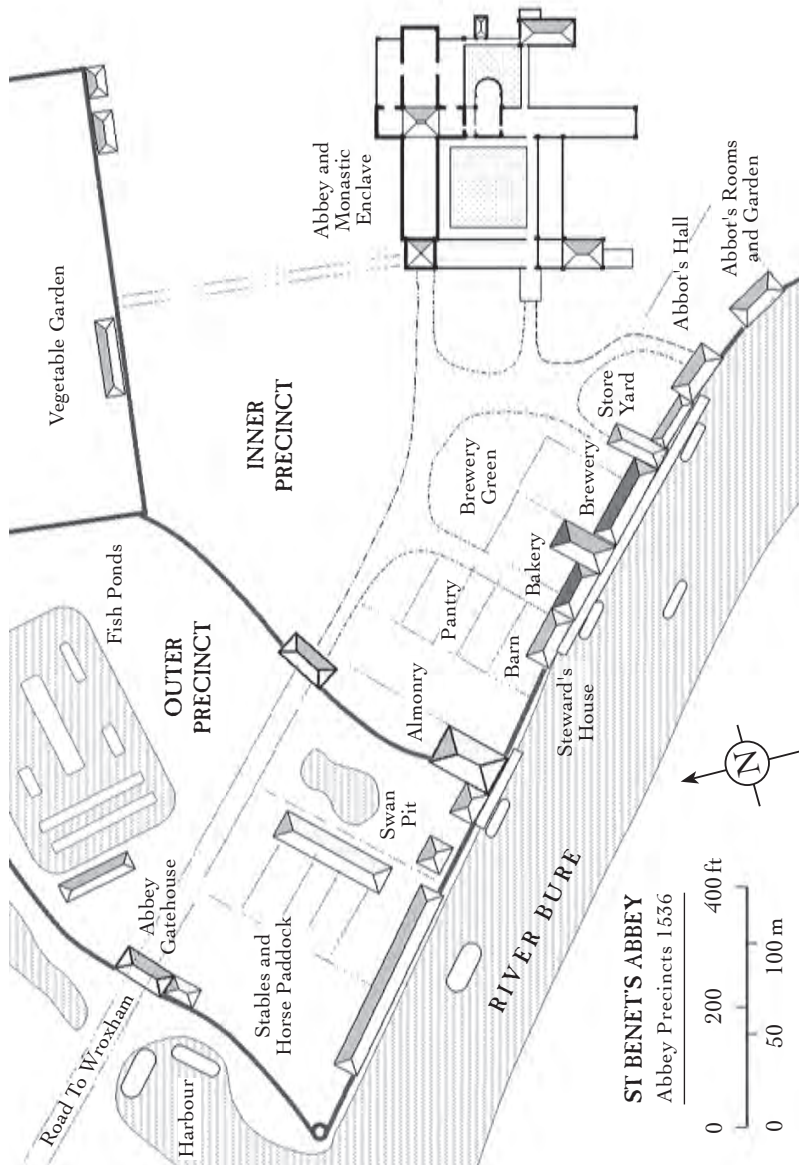 Road To Wroxham
Harbour
Abbey
Gatehouse
Stables and
Horse Paddock
Swan
Pit
OUTER
PRECINCT
Fish Ponds
Vegetable Garden
INNER
PRECINCT
Almonry
Pantry
Barn
Steward's
House
Bakery
Brewery
Brewery
Green
Store
Yard
Abbey and
Monastic
Enclave
Abbot's Hall
Abbot's Rooms
and Garden
RIVER BURE
N
ST BENET'S ABBEY
Abbey Precincts 1536
0 200 400 ft
0 50 100 m